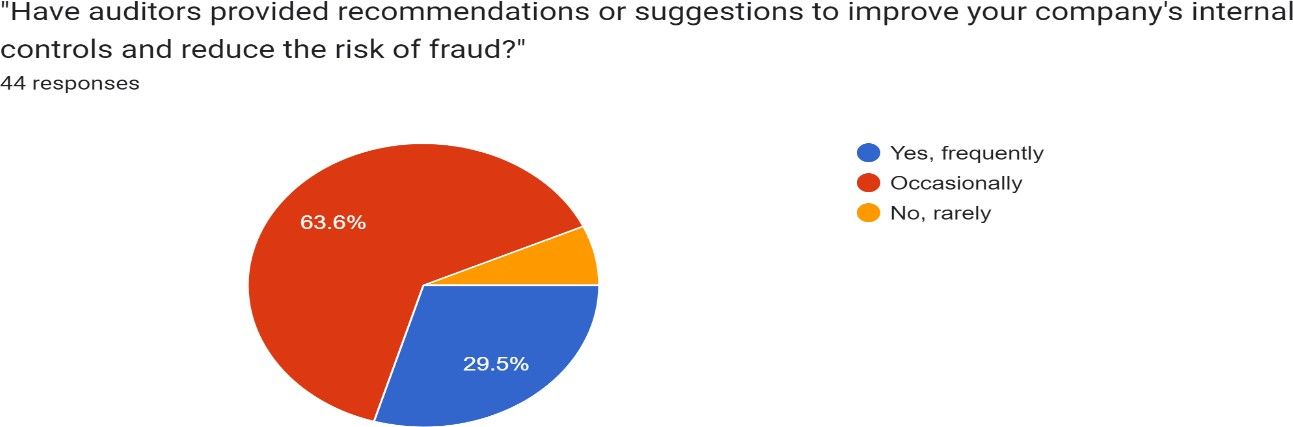 "Have auditors provided recommendations or suggestions to improve your company's internal
controls and reduce the risk of fraud?"
44 responses
Yes, frequently
Occasionally
No, rarely
63.6%
29.5%